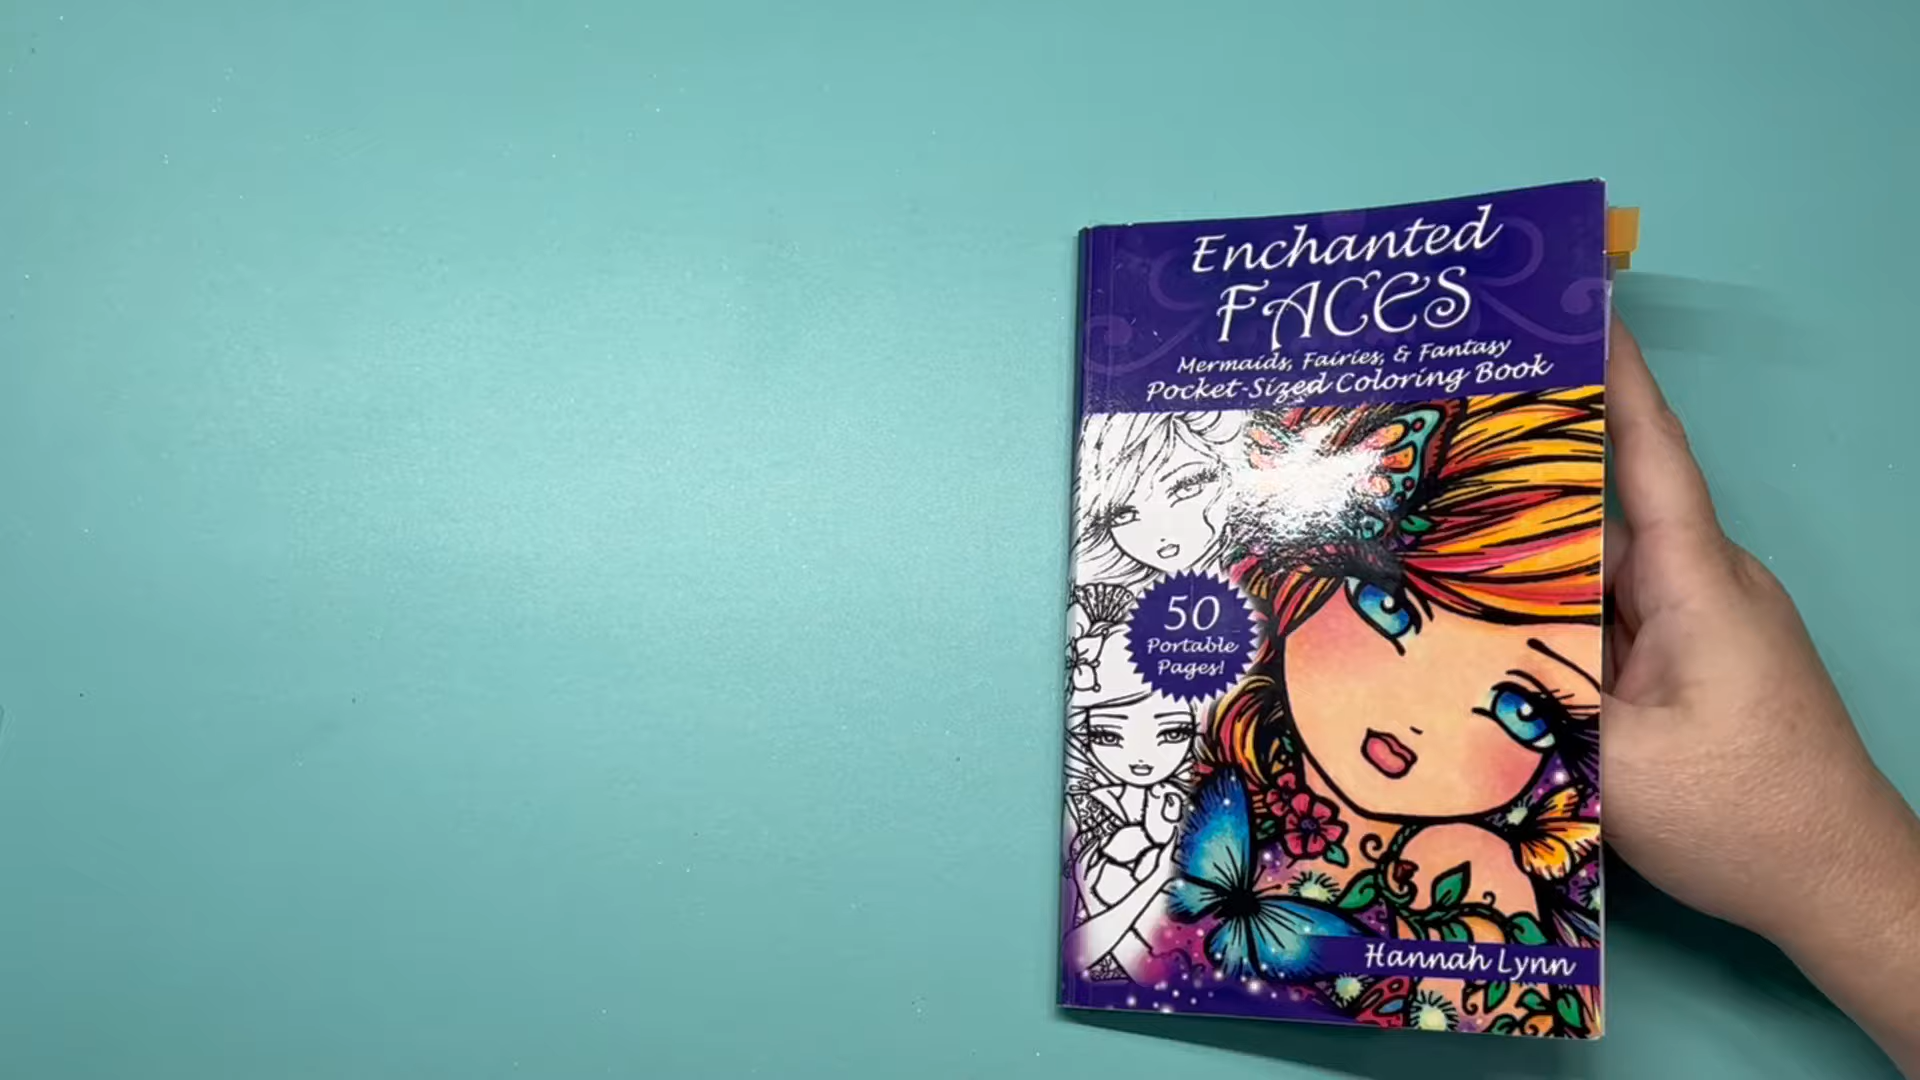 Enchanted
FACES
Mermaids, Fairies, & Fantasy
Pocket-Sized Coloring Book
50
Portable
Pages!
Hannah Lynn